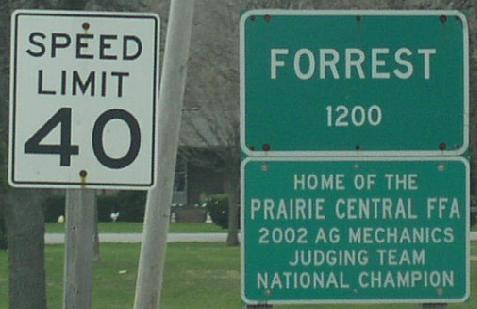 SPEED
LIMIT
40
FORREST
1200
HOME OF THE
PRAIRIE CENTRAL FFA
2002 AG MECHANICS
JUDGING TEAM
NATIONAL CHAMPION